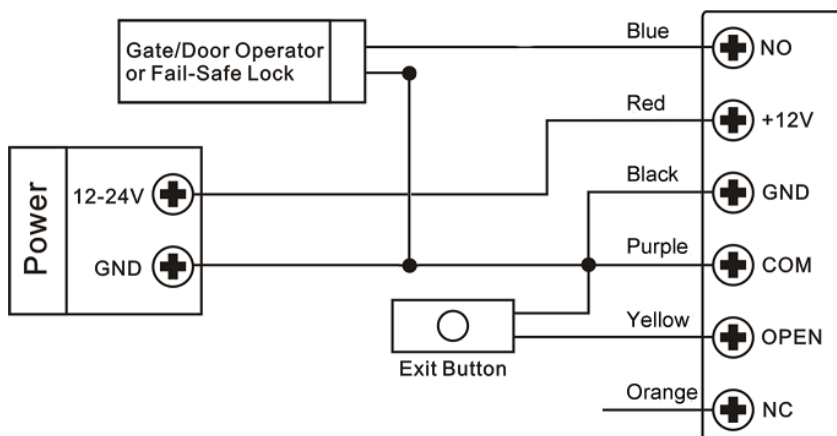 Gate/Door Operator
or Fail-Safe Lock
Blue
NO
Red
+12V
Power
12-24V
Black
GND
GND
Purple
COM
Yellow
OPEN
Exit Button
Orange
NC